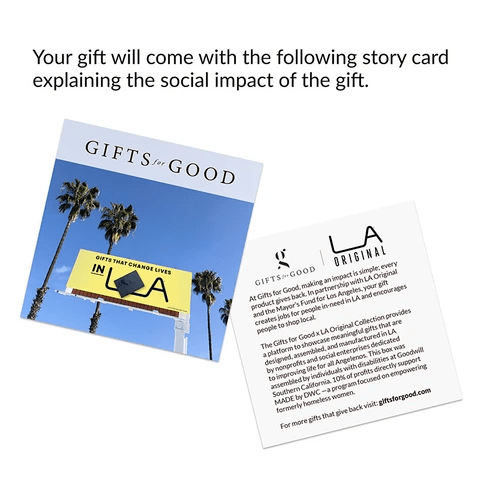 Your gift will come with the following story card
explaining the social impact of the gift.
GIFTS for GOOD
GIFTS THAT CHANGE LIVES
IN LA
g
GIFTS for GOOD
LA
ORIGINAL
At Gifts for Good, making an impact is simple: every
product gives back. In partnership with LA Original
and the Mayor's Fund for Los Angeles, your gift
creates jobs for people in-need in LA and encourages
people to shop local.
The Gifts for Good x LA Original Collection provides
a platform to showcase meaningful gifts that are
designed, assembled, and manufactured in LA
by nonprofits and social enterprises dedicated
to improving life for all Angelenos. This box was
assembled by individuals with disabilities at Goodwill
Southern California. 10% of profits directly support
MADE by DWC —a program focused on empowering
formerly homeless women.
For more gifts that give back visit: giftsforgood.com